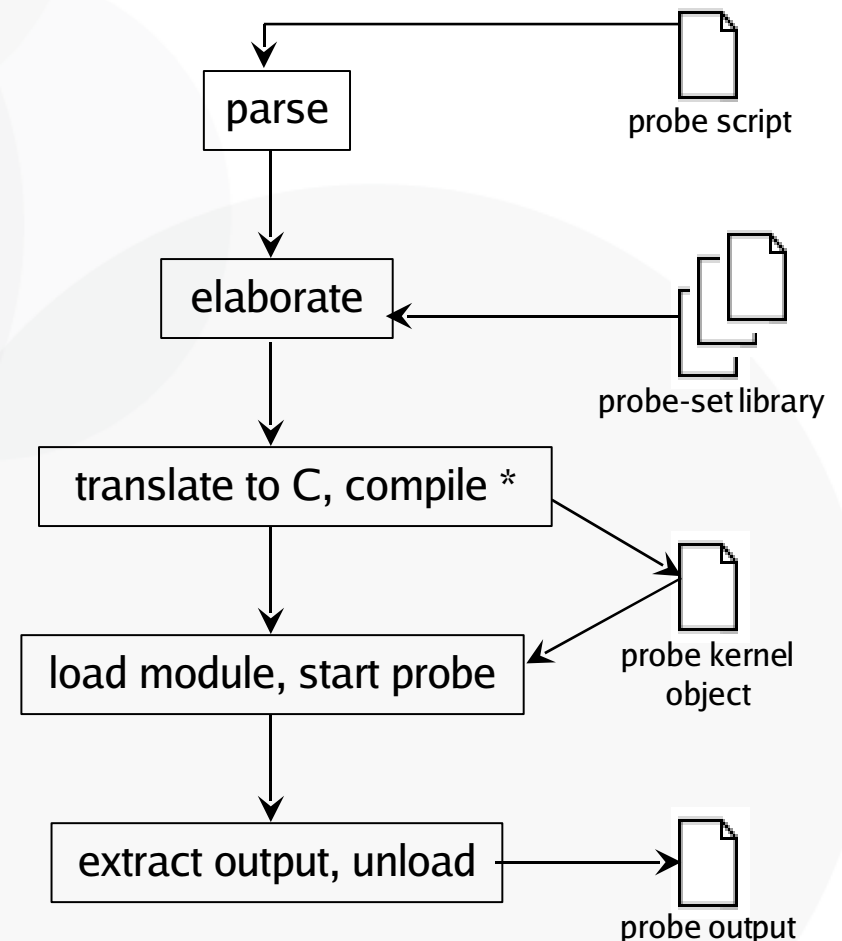 parse
probe script
elaborate
probe-set library
translate to C, compile *
probe kernel
object
load module, start probe
extract output, unload
probe output